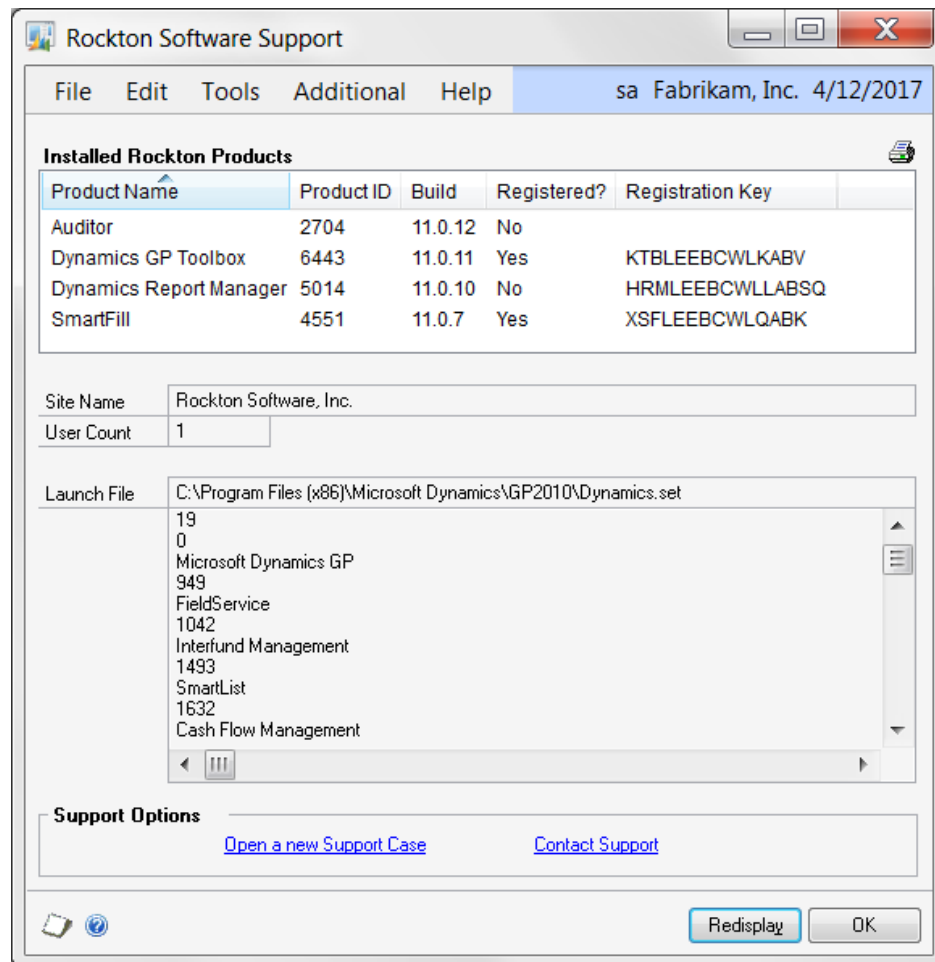 Rockton Software Support
File Edit Tools Additional Help sa Fabrikam, Inc. 4/12/2017
Installed Rockton Products
Product Name Product ID Build Registered? Registration Key
Auditor 2704 11.0.12 No
Dynamics GP Toolbox 6443 11.0.11 Yes KTBLEEBCWLKABV
Dynamics Report Manager 5014 11.0.10 No HRMLEEBCWLLABSQ
SmartFill 4551 11.0.7 Yes XSFLEEBCWLQABK
Site Name Rockton Software, Inc.
User Count 1
Launch File C:\Program Files (x86)\Microsoft Dynamics\GP2010\Dynamics.set
19
0
Microsoft Dynamics GP
949
FieldService
1042
Interfund Management
1493
SmartList
1632
Cash Flow Management
Support Options
Open a new Support Case Contact Support
Redisplay OK